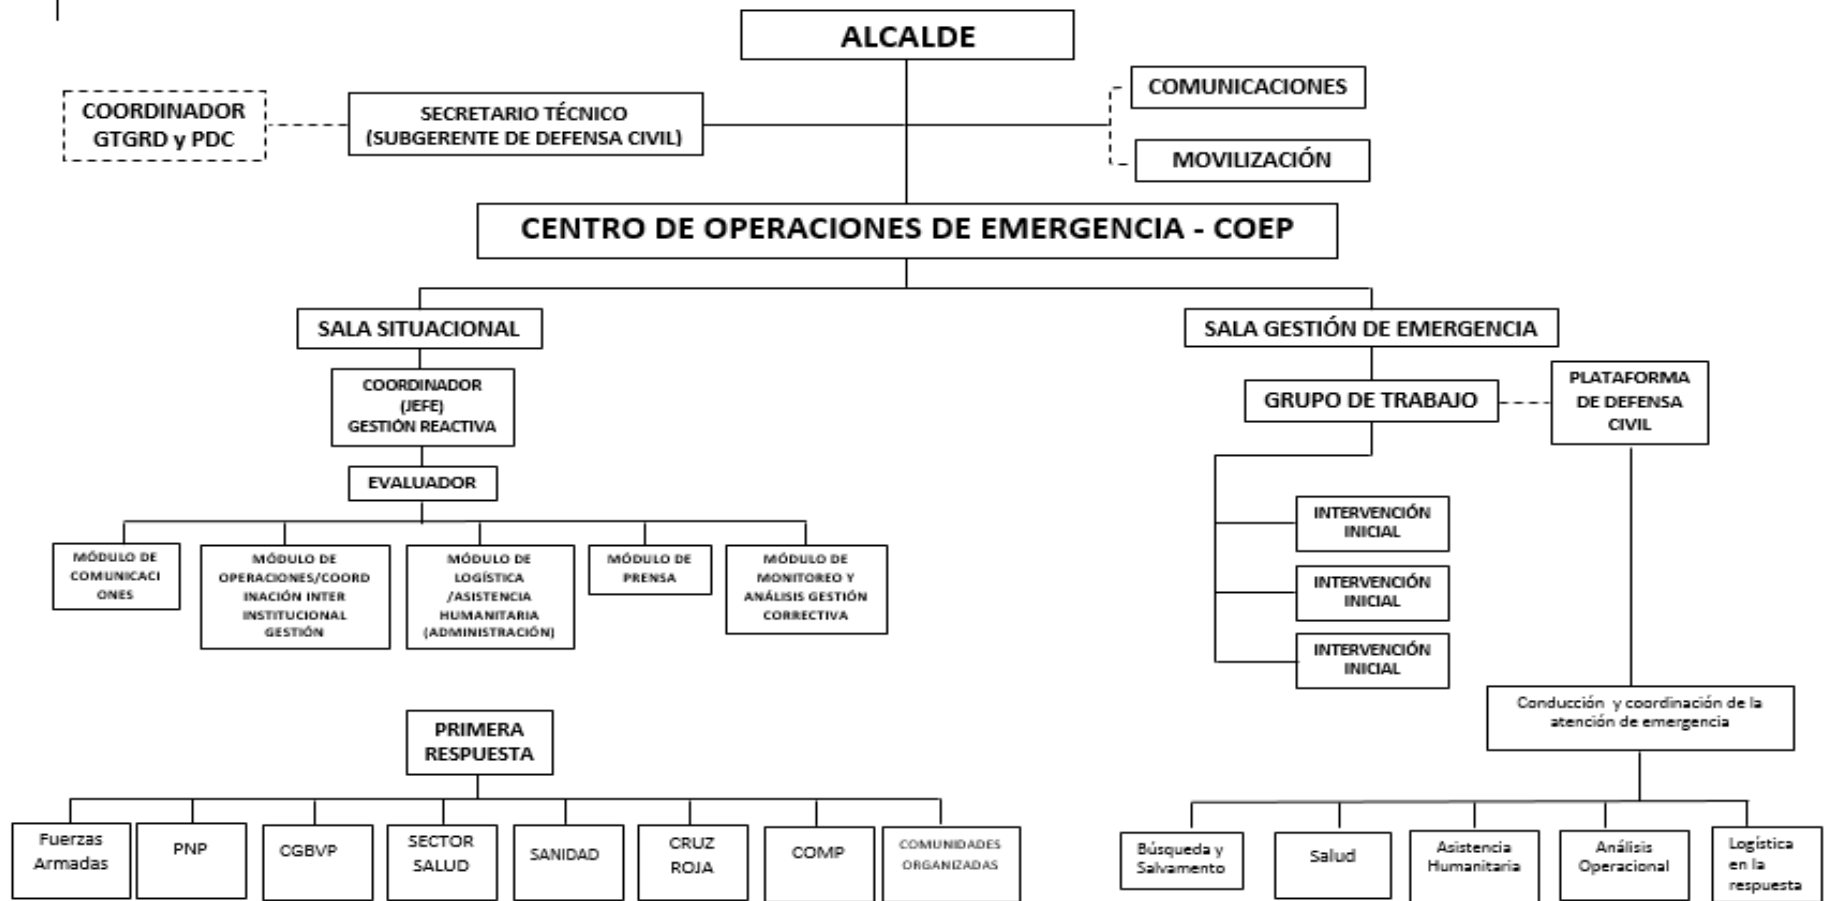 ALCALDE
COORDINADOR
GTGRD y PDC
SECRETARIO TÉCNICO
(SUBGERENTE DE DEFENSA CIVIL)
COMUNICACIONES
MOVILIZACIÓN
CENTRO DE OPERACIONES DE EMERGENCIA - COEP
SALA SITUACIONAL
COORDINADOR
(JEFE)
GESTIÓN REACTIVA
EVALUADOR
MÓDULO DE
COMUNICACI
ONES
MÓDULO DE
OPERACIONES/COORD
INACIÓN INTER
INSTITUCIONAL
GESTIÓN
MÓDULO DE
LOGÍSTICA
/ASISTENCIA
HUMANITARIA
(ADMINISTRACIÓN)
MÓDULO DE
PRENSA
MÓDULO DE
MONITOREO Y
ANÁLISIS GESTIÓN
CORRECTIVA
SALA GESTIÓN DE EMERGENCIA
GRUPO DE TRABAJO
PLATAFORMA
DE DEFENSA
CIVIL
INTERVENCIÓN
INICIAL
INTERVENCIÓN
INICIAL
INTERVENCIÓN
INICIAL
Conducción y coordinación de la
atención de emergencia
Búsqueda y
Salvamento
Salud
Asistencia
Humanitaria
Análisis
Operacional
Logística
en la
respuesta
PRIMERA
RESPUESTA
Fuerzas
Armadas
PNP
CGBVP
SECTOR
SALUD
SANIDAD
CRUZ
ROJA
COMP
COMUNIDADES
ORGANIZADAS